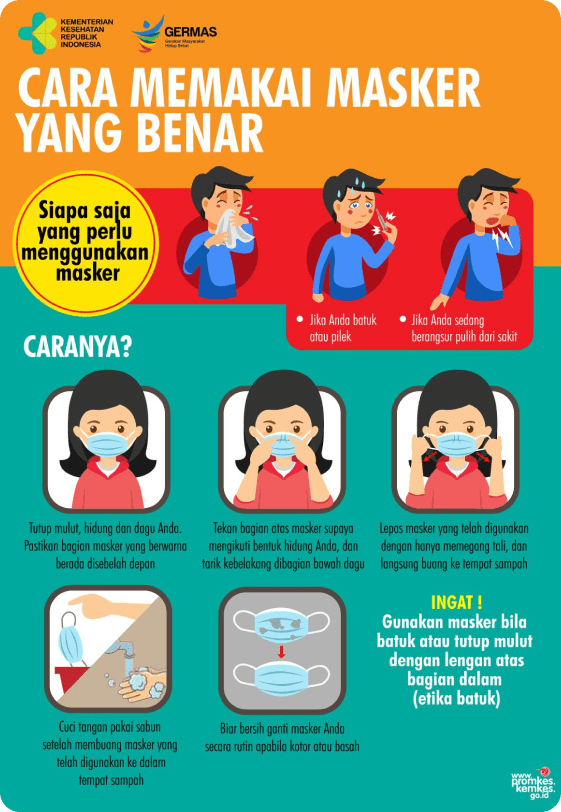 KEMENTERIAN
KESEHATAN
REPUBLIK
INDONESIA
GERMAS
Gerakan Masyarakat
Hidup Sehat
CARA MEMAKAI MASKER
YANG BENAR
Siapa saja
yang perlu
menggunakan
masker
• Jika Anda batuk
atau pilek
• Jika Anda sedang
berangsur pulih dari sakit
CARANYA?
Tutup mulut, hidung dan dagu Anda.
Pastikan bagian masker yang berwarna
berada disebelah depan
Tekan bagian atas masker supaya
mengikuti bentuk hidung Anda, dan
tarik kebelakang dibagian bawah dagu
Lepas masker yang telah digunakan
dengan hanya memegang tali, dan
langsung buang ke tempat sampah
Cuci tangan pakai sabun
setelah membuang masker yang
telah digunakan ke dalam
tempat sampah
Biar bersih ganti masker Anda
secara rutin apabila kotor atau basah
INGAT !
Gunakan masker bila
batuk atau tutup mulut
dengan lengan atas
bagian dalam
(etika batuk)
www.
promkes.
kemkes.
go.id